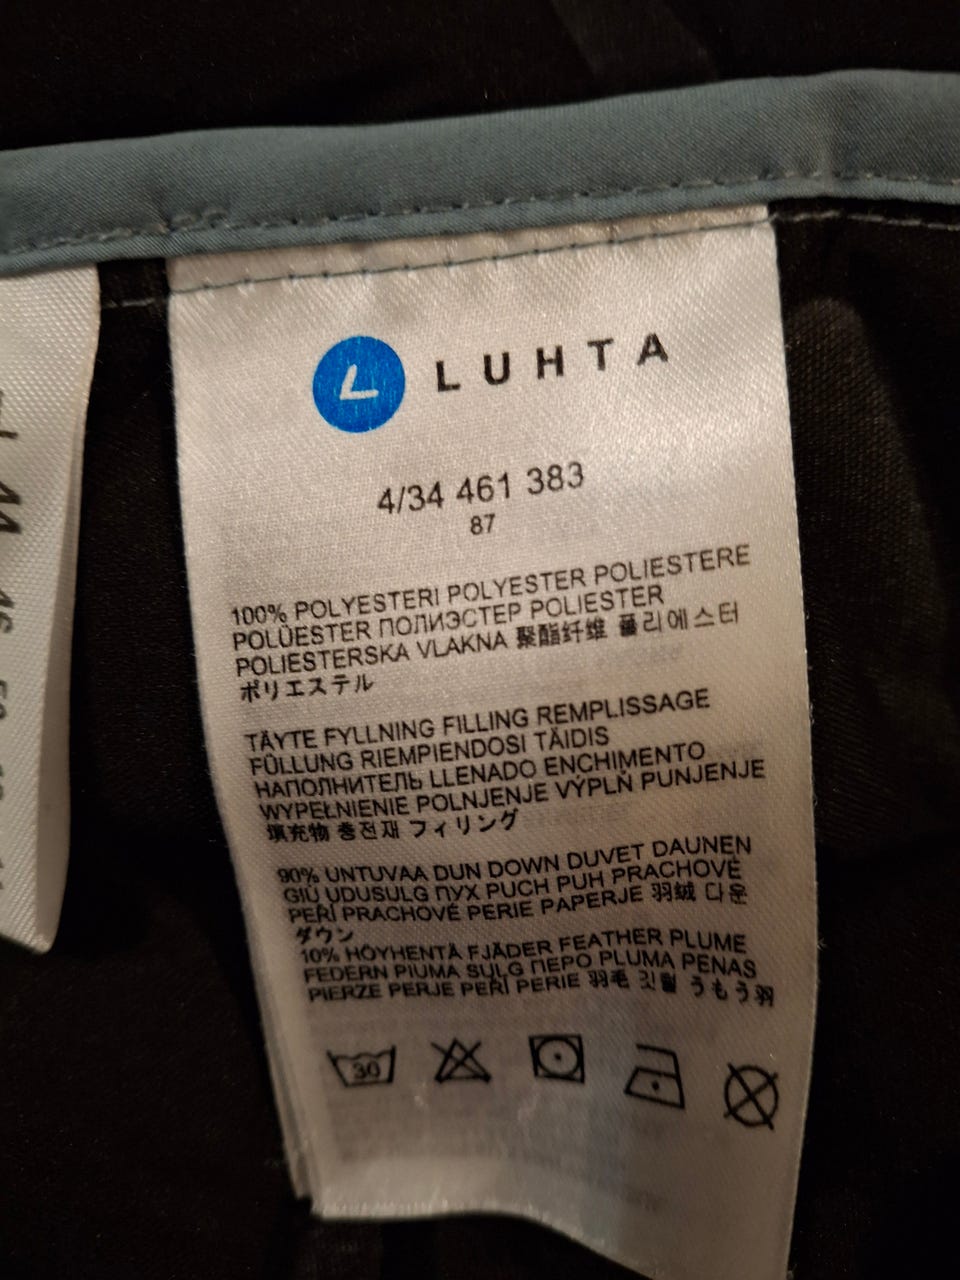 LUHTA
4/34 461 383
87
100% POLYESTERI POLYESTER POLIESTERE
POLÜESTER ПОЛИЭСТЕР POLIESTER
POLIESTERSKA VLAKNA 聚酯纤维 폴리에스터
ポリエステル
TÄYTE FYLLNING FILLING REMPLISSAGE
FÜLLUNG RIEMPIENDOSI TÄIDIS
НАПОЛНИТЕЛЬ LLENADO ENCHIMENTO
WYPEŁNIENIE POLNJENJE VÝPLŇ PUNJENJE
填充物 충전재 フィリング
90% UNTUVAA DUN DOWN DUVET DAUNEN
GIÙ UDUSULG ПУХ PUCH PUH PRACHOVÉ
PEŘÍ PRACHOVÉ PERIE PAPERJE 羽绒 다운
ダウン
10% HÖYHENTÄ FJÄDER FEATHER PLUME
FEDERN PIUMA SULG ПЕРО PLUMA PENAS
PIERZE PERJE PEŘÍ PERIE 羽毛 깃털 うもう羽
30